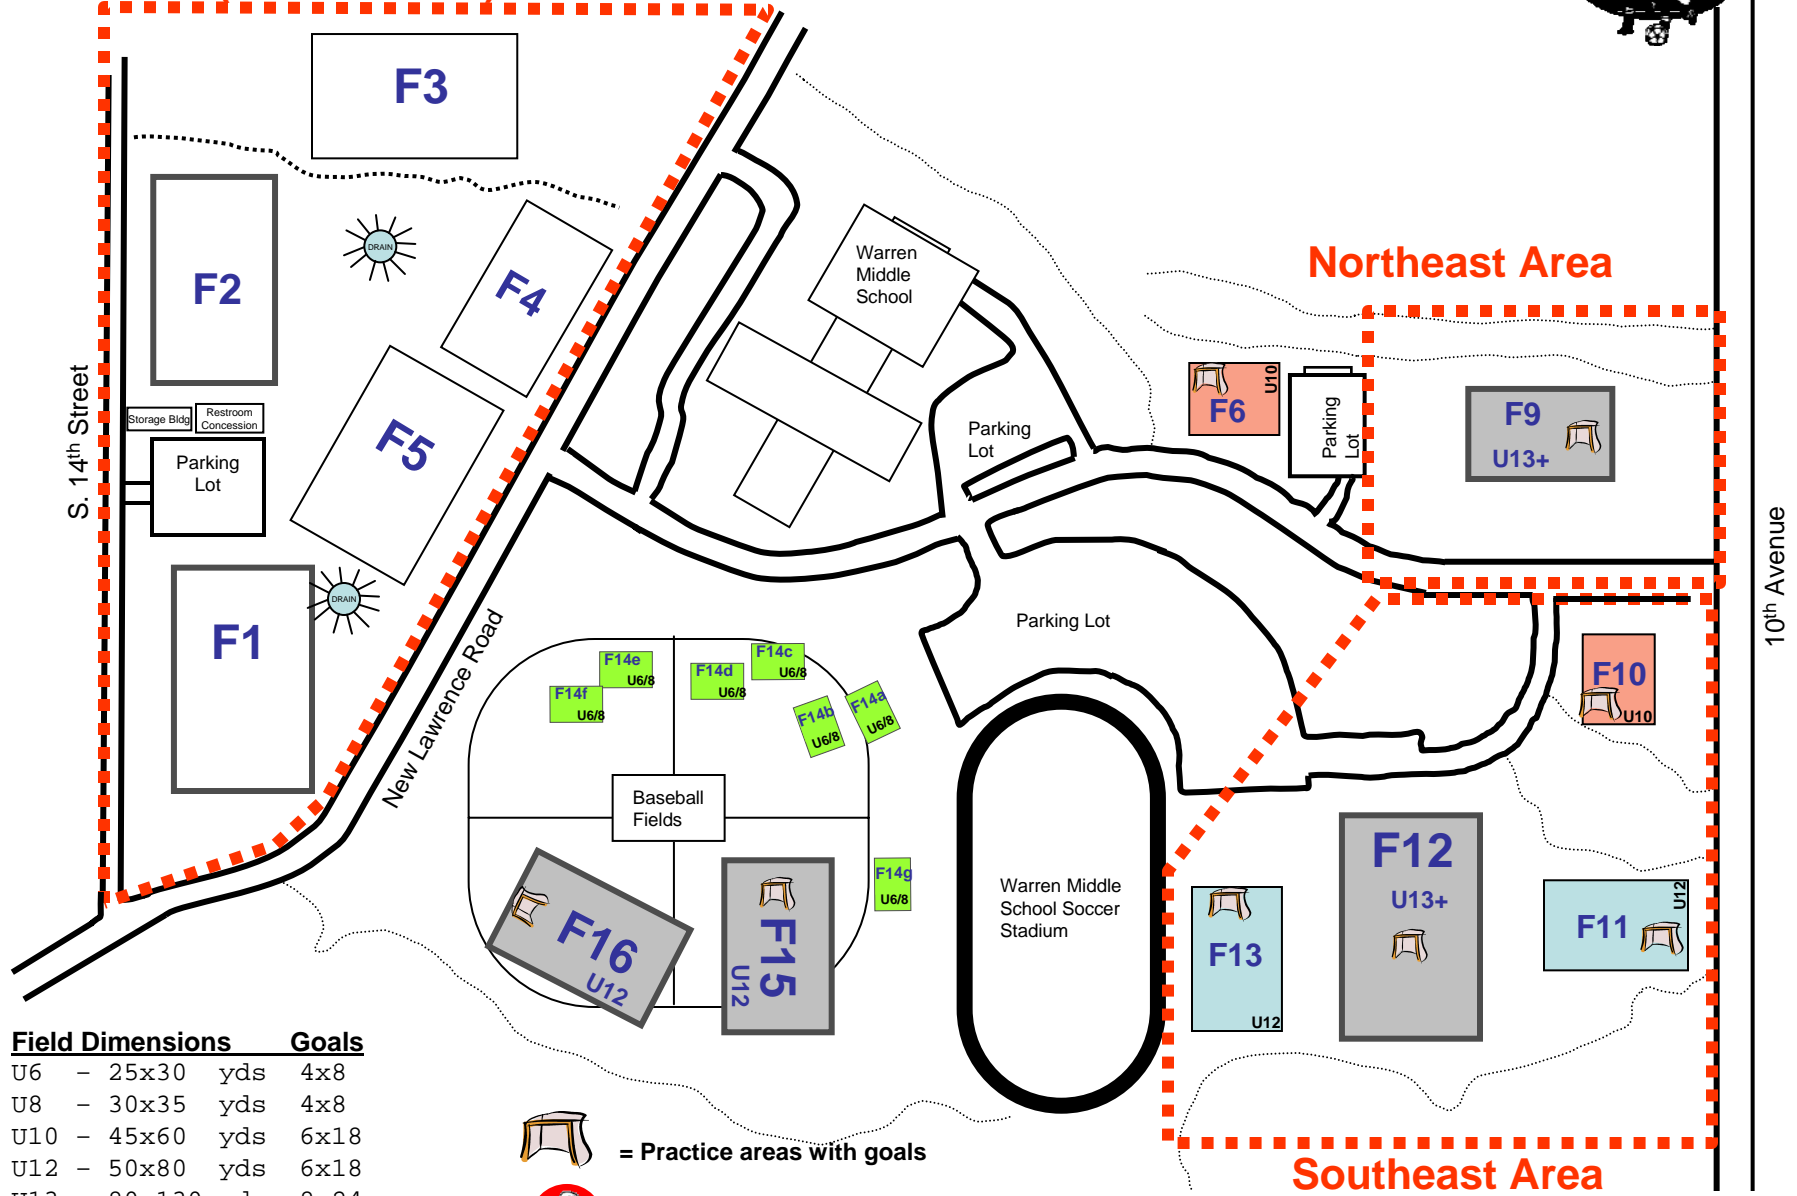 F3
F2
DRAIN
F4
F5
S. 14th Street
Storage Bldg
Restroom
Concession
Parking
Lot
F1
DRAIN
New Lawrence Road
Warren
Middle
School
Parking
Lot
Northeast Area
F6
U10
Parking
Lot
F9
U13+
10th Avenue
Parking Lot
F10
U10
F14e
U6/8
F14f
U6/8
F14d
U6/8
F14c
U6/8
F14b
U6/8
F14a
U6/8
Baseball
Fields
F14g
U6/8
F16
U12
F15
U12
Warren Middle
School Soccer
Stadium
F13
U12
F12
U13+
F11
U12
Field Dimensions Goals
U6 – 25x30 yds 4x8
U8 – 30x35 yds 4x8
U10 – 45x60 yds 6x18
U12 – 50x80 yds 6x18
= Practice areas with goals
Southeast Area